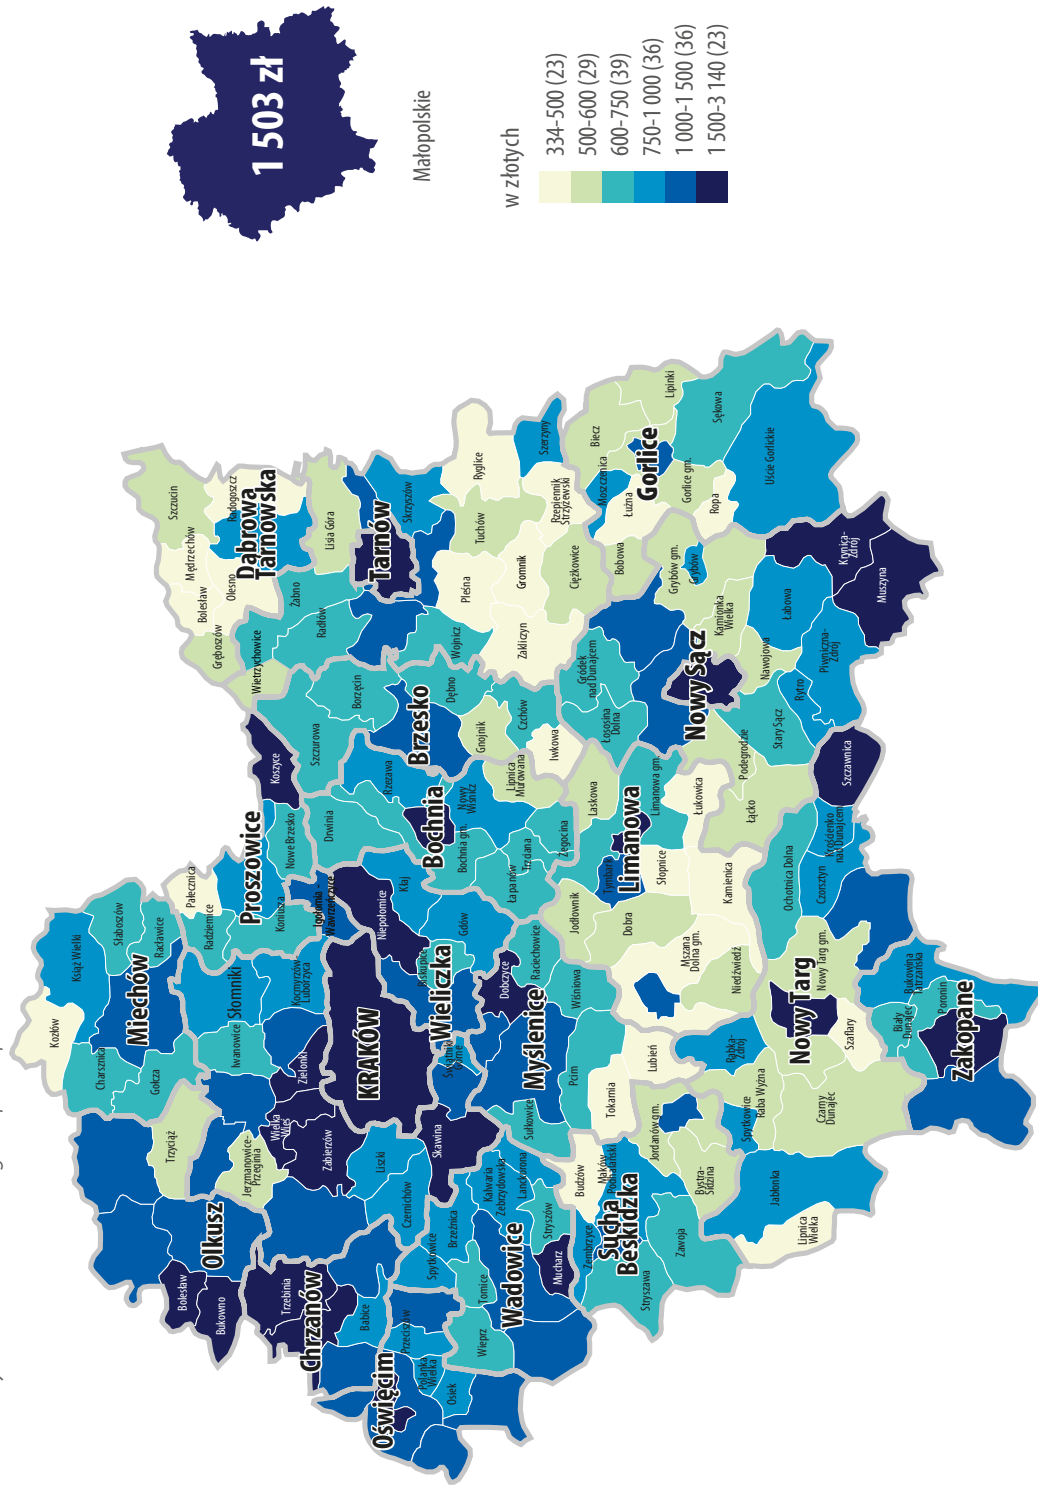 1 503 zł
Małopolskie
w złotych
334-500 (23)
500-600 (29)
600-750 (39)
750-1 000 (36)
1 000-1 500 (36)
1 500-3 140 (23)
Kozłów
Książ Wielki
Charsznica
Słaboszów
Miechów
Racławice
Gołcza
Trzyciąż
Pałecznica
Radziemice
Proszowice
Słomniki
Iwanowice
Koniusza
Nowe Brzesko
Koszyce
Kocmyrzów-
Luborzyca
Igołomia -
Wawrzeńczyce
Olkusz
Bolesław
Bukowno
Jerzmanowice-
Przeginia
Wielka
Wieś
Zielonki
Zabierzów
KRAKÓW
Trzebinia
Chrzanów
Babice
Liszki
Czernichów
Skawina
Niepołomice
Kłaj
Drwinia
Szczurowa
Wietrzychowice
Gręboszów
Bolesław
Mędrzechów
Szczucin
Olesno
Radogoszcz
Dąbrowa
Tarnowska
Żabno
Radłów
Lisia Góra
Tarnów
Skrzyszów
Borzęcin
Rzezawa
Bochnia
Brzesko
Dębno
Wojnicz
Pleśna
Tuchów
Ryglice
Szerzyny
Gromnik
Zakliczyn
Rzepiennik
Strzyżewski
Ciężkowice
Gnojnik
Czchów
Iwkowa
Lipnica
Murowana
Nowy
Wiśnicz
Bochnia gm.
Łapanów
Trzciana
Żegocina
Biskupice
Wieliczka
Gdów
Świątniki
Górne
Oświęcim
Przeciszów
Polanka
Wielka
Osiek
Spytkowice
Brzeźnica
Tomice
Wieprz
Wadowice
Kalwaria
Zebrzydowska
Lanckorona
Stryszów
Mucharz
Sułkowice
Myślenice
Dobczyce
Raciechowice
Wiśniowa
Pcim
Tokarnia
Lubień
Budzów
Zembrzyce
Maków
Podhalański
Sucha
Beskidzka
Stryszawa
Zawoja
Jordanów gm.
Bystra-
Sidzina
Jodłownik
Laskowa
Tymbark
Limanowa
Limanowa gm.
Dobra
Słopnice
Łukowica
Kamienica
Mszana
Dolna gm.
Niedźwiedź
Łososina
Dolna
Gródek
nad Dunajcem
Bobowa
Moszczenica
Biecz
Łużna
Gorlice
Lipinki
Gorlice gm.
Ropa
Sękowa
Uście Gorlickie
Grybów gm.
Grybów
Nowy Sącz
Kamionka
Wielka
Nawojowa
Podegrodzie
Łącko
Stary Sącz
Łabowa
Rytro
Piwniczna-
Zdrój
Krynica-
Zdrój
Muszyna
Szczawnica
Ochotnica Dolna
Krościenko
nad Dunajcem
Czorsztyn
Rabka-
Zdrój
Raba Wyżna
Spytkowice
Nowy Targ
Nowy Targ gm.
Szaflary
Czarny
Dunajec
Jabłonka
Lipnica
Wielka
Biały
Dunajec
Bukowina
Tatrzańska
Poronin
Zakopane